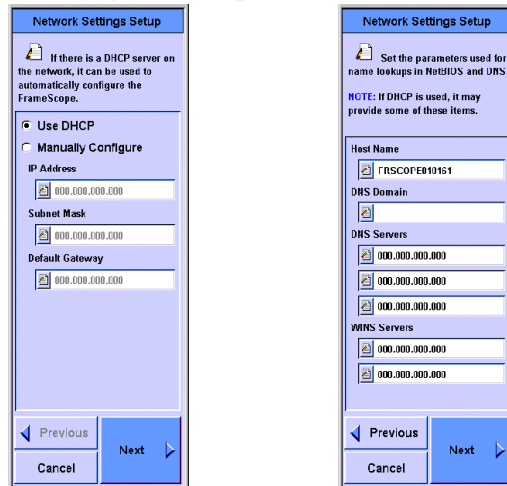 Network Settings Setup
If there is a DHCP server on
the network, it can be used to
automatically configure the
FrameScope.
Use DHCP
Manually Configure
IP Address
000.000.000.000
Subnet Mask
000.000.000.000
Default Gateway
000.000.000.000
Previous
Next
Cancel
Network Settings Setup
Set the parameters used for
name lookups in NetBIOS and DNS
NOTE: If DHCP is used, it may
provide some of these items.
Host Name
FRSCOPE010161
DNS Domain
DNS Servers
000.000.000.000
000.000.000.000
000.000.000.000
WINS Servers
000.000.000.000
000.000.000.000
Previous
Next
Cancel